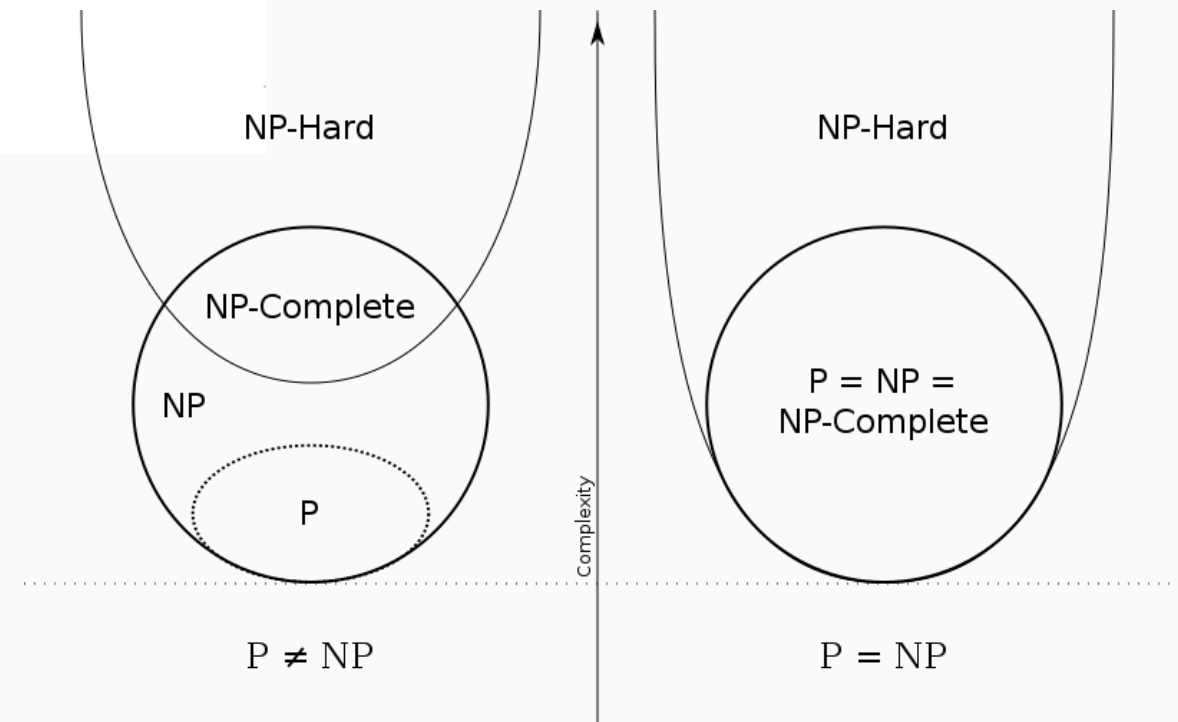 NP-Hard
NP-Complete
NP
P
P ≠ NP
Complexity
NP-Hard
P = NP =
NP-Complete
P = NP